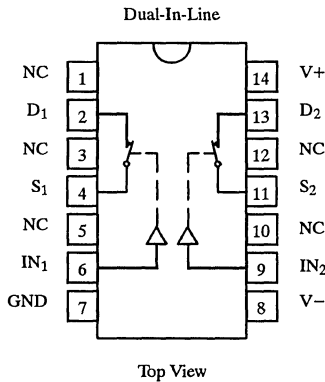 Dual-In-Line
NC 1 14 V+
D1 2 13 D2
NC 3 12 NC
S1 4 11 S2
NC 5 10 NC
IN1 6 9 IN2
GND 7 8 V−
Top View